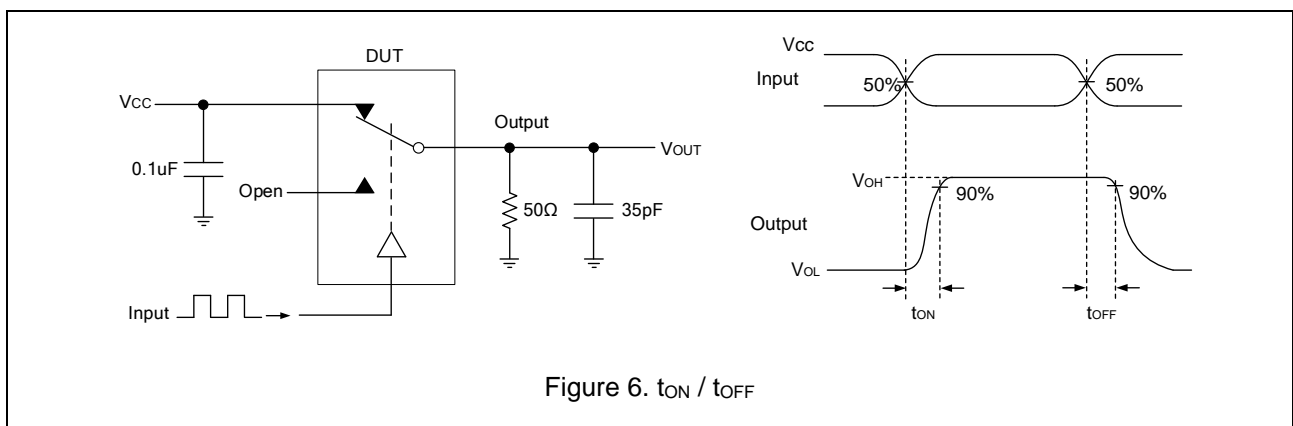 DUT
Vcc
0.1uF
Open
Input
Output
VOUT
50Ω
35pF
Vcc
Input
50%
50%
VOH
90%
90%
Output
VOL
tON
tOFF
Figure 6. tON / tOFF